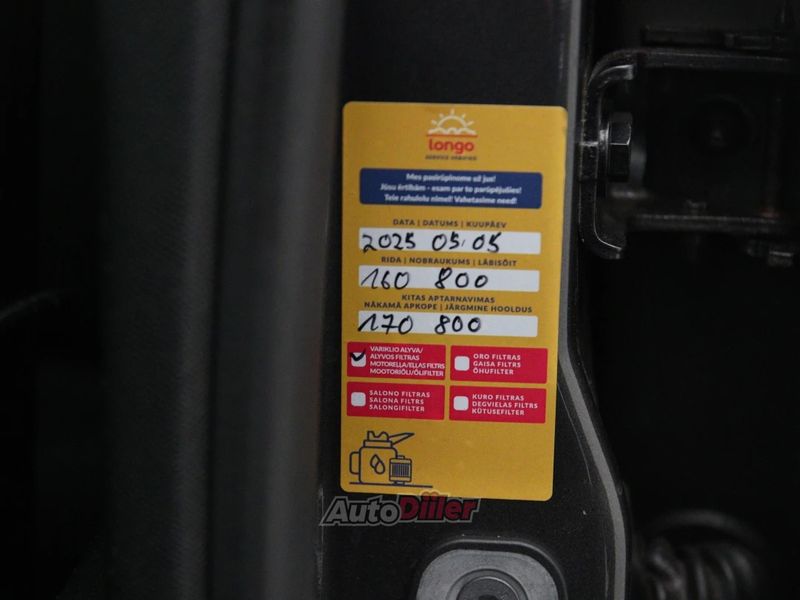 longo
Mes pasirūpinome už jus!
Jūsu ērtībām - esam par to parūpējušies!
Teie rahulolu nimel! Vahetasime need!
DATA | DATUMS | KUUPÄEV
2025 05.05
RIDA | NOBRAUKUMS | LÄBISÕIT
160 800
KITAS APTARNAVIMAS
NĀKAMĀ APKOPE | JÄRGMINE HOOLDUS
170 800
VARIKLIO ALYVA/
ALYVOS FILTRAS
MOTOREĻĻA/EĻĻAS FILTRS
MOOTORIÕLI/ÕLIFILTER
ORO FILTRAS
GAISA FILTRS
ÕHUFILTER
SALONO FILTRAS
SALONA FILTRS
SALONGIFILTER
KURO FILTRAS
DEGVIELAS FILTRS
KÜTUSEFILTER
AutoDiler